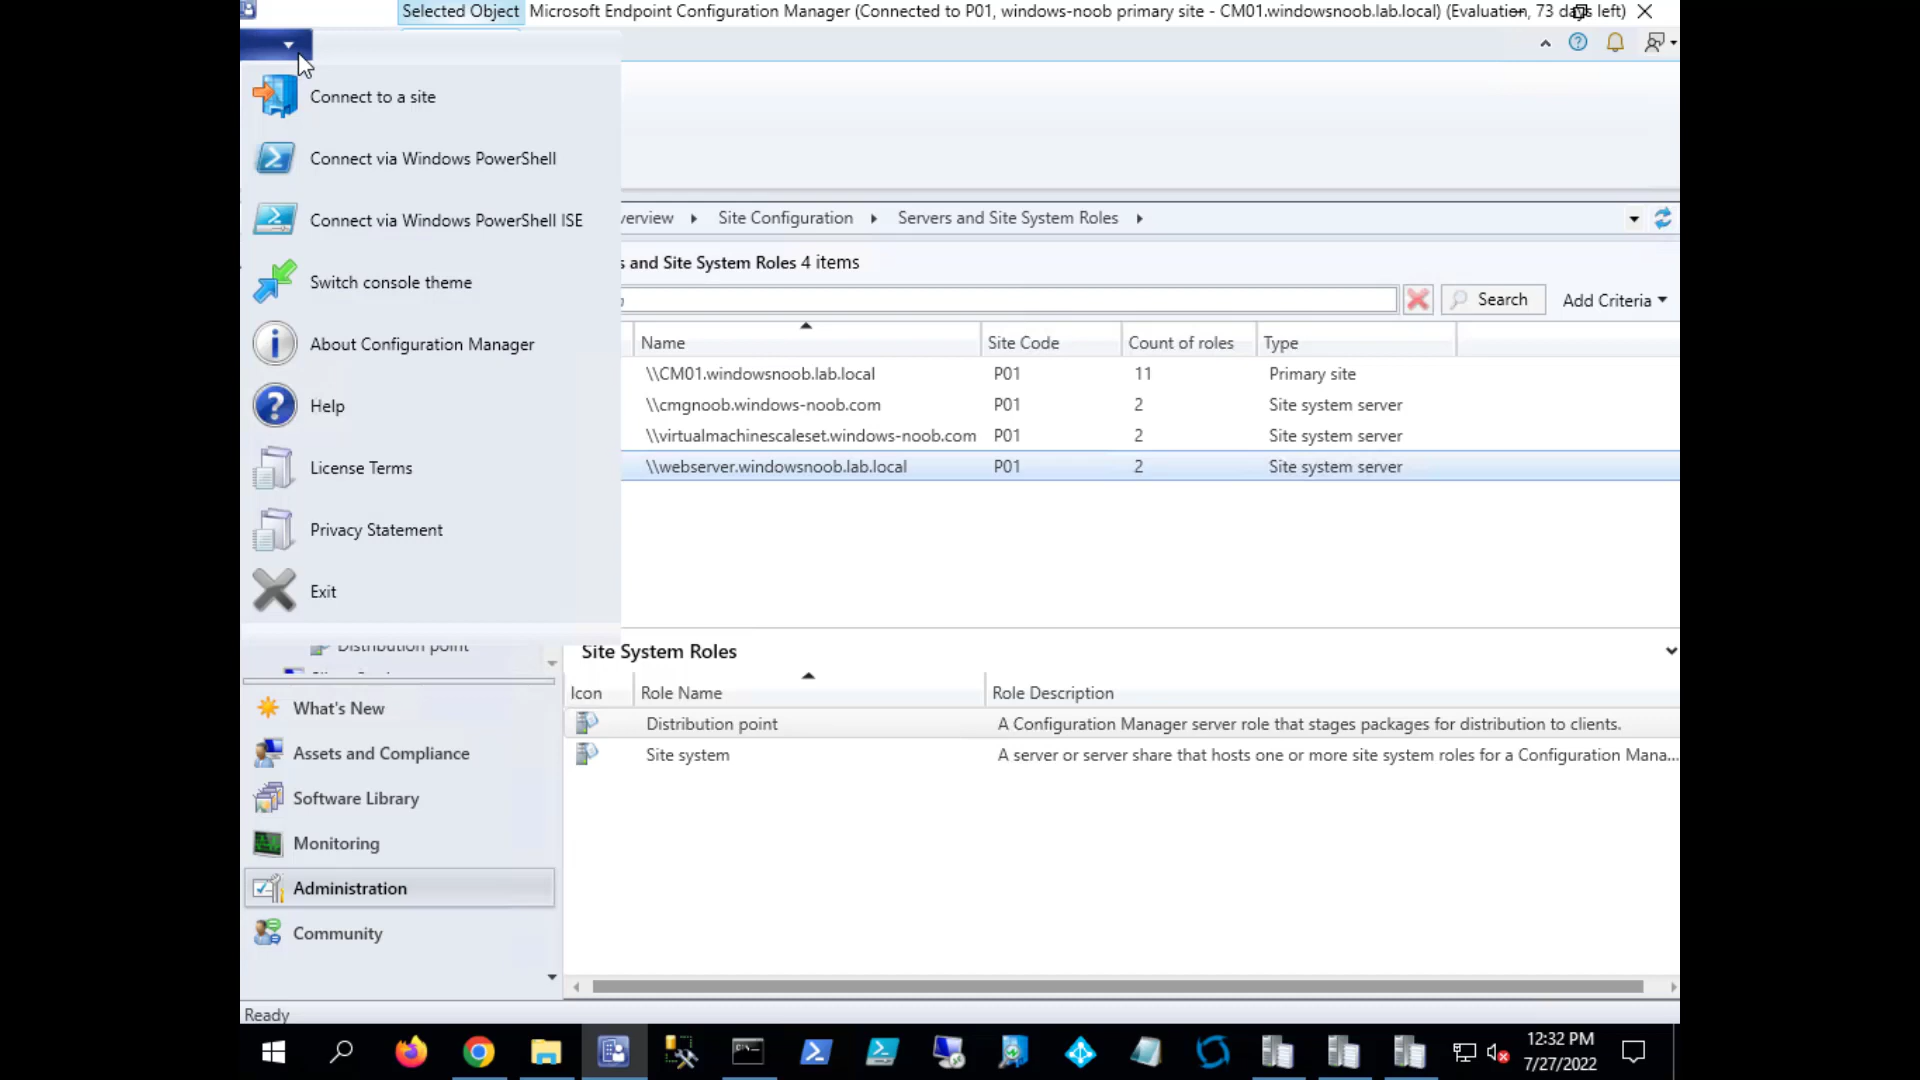 Selected Object Microsoft Endpoint Configuration Manager (Connected to P01, windows-noob primary site - CM01.windowsnoob.lab.local) (Evaluation, 73 days left)
Connect to a site
Connect via Windows PowerShell
Connect via Windows PowerShell ISE
Switch console theme
About Configuration Manager
Help
License Terms
Privacy Statement
Exit
verview Site Configuration Servers and Site System Roles
s and Site System Roles 4 items
Search Add Criteria
Name Site Code Count of roles Type
\\CM01.windowsnoob.lab.local P01 11 Primary site
\\cmgnoob.windows-noob.com P01 2 Site system server
\\virtualmachinescaleset.windows-noob.com P01 2 Site system server
\\webserver.windowsnoob.lab.local P01 2 Site system server
Distribution point
What's New
Assets and Compliance
Software Library
Monitoring
Administration
Community
Site System Roles
Icon Role Name Role Description
Distribution point A Configuration Manager server role that stages packages for distribution to clients.
Site system A server or server share that hosts one or more site system roles for a Configuration Mana...
Ready
12:32 PM
7/27/2022